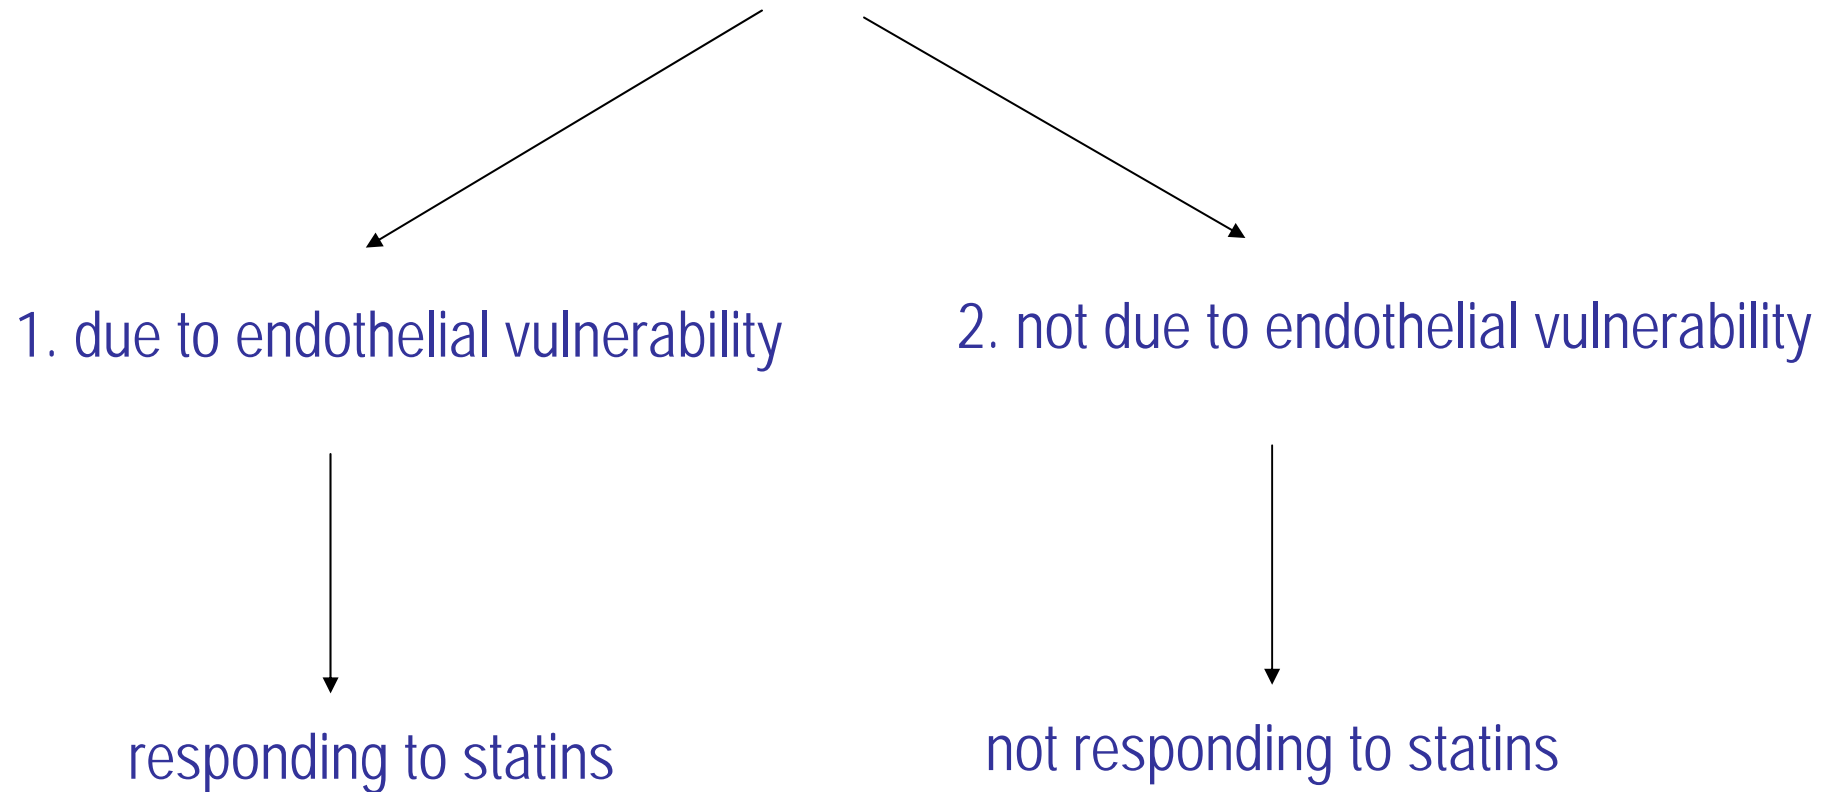 1. due to endothelial vulnerability
2. not due to endothelial vulnerability
responding to statins
not responding to statins